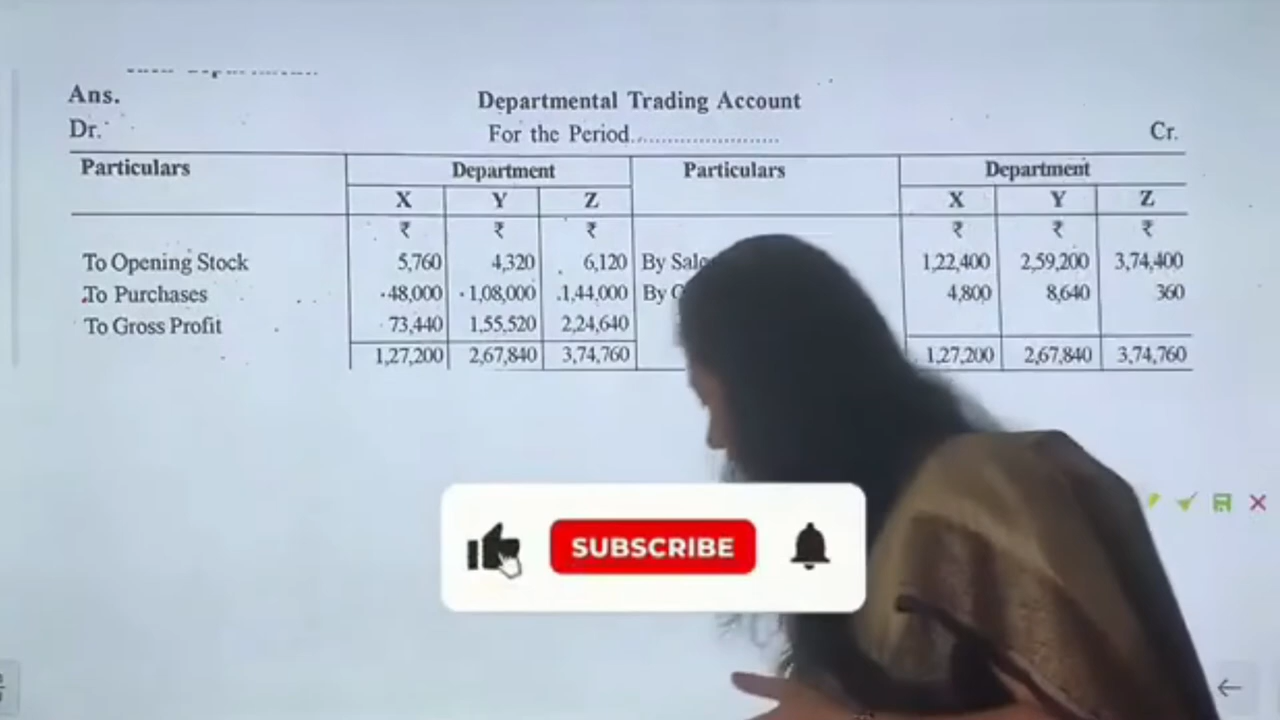 Ans.
Departmental Trading Account
Dr.
For the Period
Cr.
Particulars Department Particulars Department
X Y Z X Y Z
₹ ₹ ₹ ₹ ₹ ₹
To Opening Stock 5,760 4,320 6,120 By 1,22,400 2,59,200 3,74,400
To Purchases 48,000 1,08,000 1,44,000 By 4,800 8,640 360
To Gross Profit 73,440 1,55,520 2,24,640
1,27,200 2,67,840 3,74,760 1,27,200 2,67,840 3,74,760
SUBSCRIBE